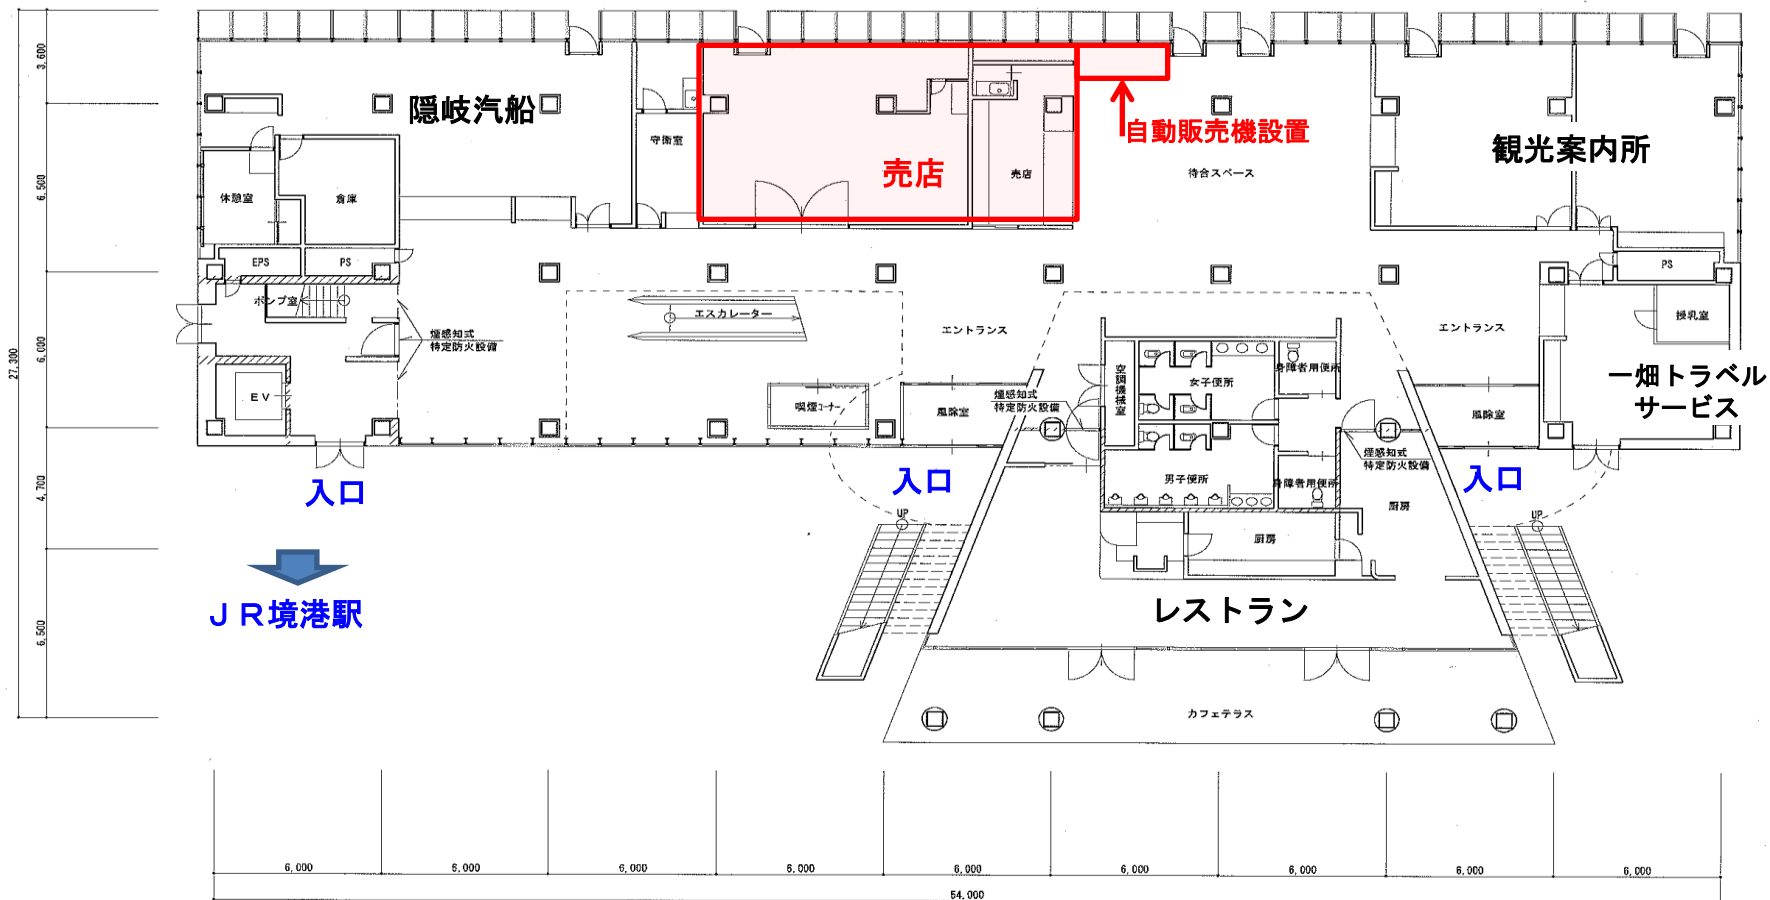 3,600
6,500
27,300
6,000
4,700
6,500
隠岐汽船
守衛室
売店
売店
自動販売機設置
待合スペース
観光案内所
休憩室
倉庫
EPS
PS
PS
ポンプ室
煙感知式
特定防火設備
エスカレーター
エントランス
エントランス
授乳室
EV
喫煙コーナー
風除室
煙感知式
特定防火設備
空調機械室
女子便所
身障者用便所
男子便所
身障者用便所
煙感知式
特定防火設備
風除室
一畑トラベル
サービス
入口
入口
入口
UP
UP
厨房
厨房
JR境港駅
レストラン
カフェテラス
6,000
6,000
6,000
6,000
6,000
6,000
6,000
6,000
6,000
54,000